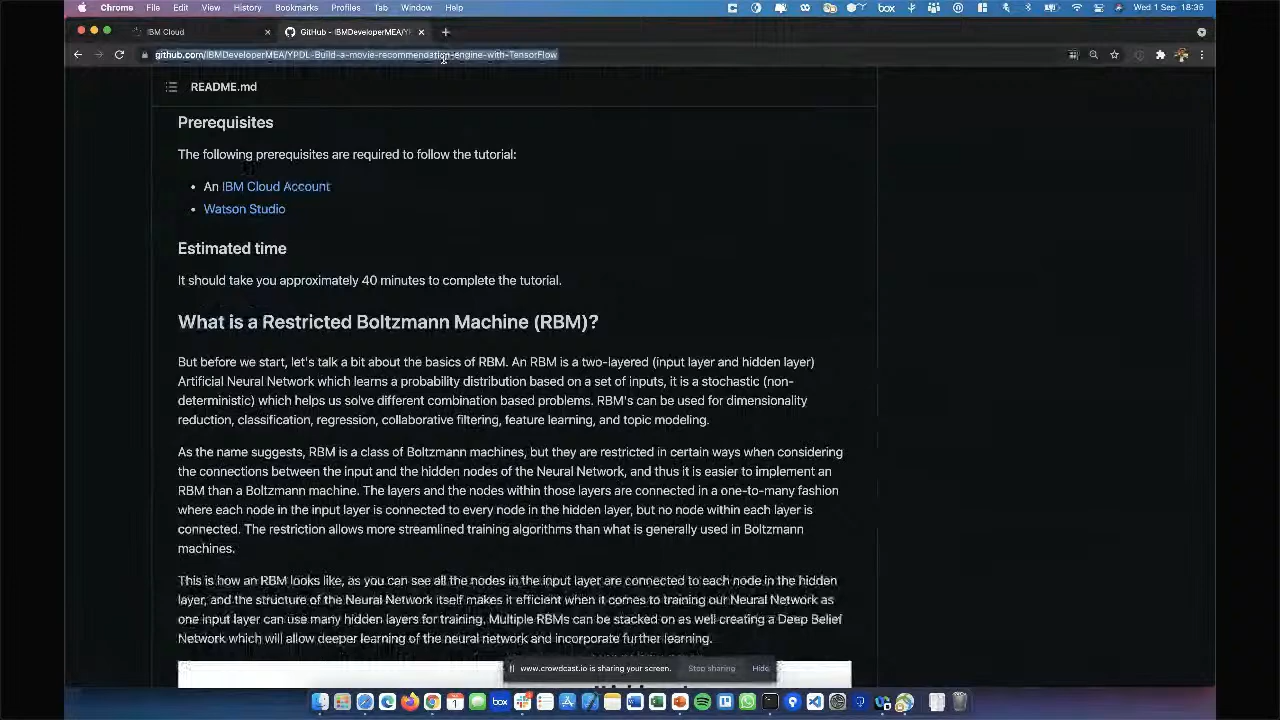 Chrome File Edit View History Bookmarks Profiles Tab Window Help Wed 1 Sep 18:36
IBM Cloud GitHub - IBMDeveloperMEA/YP
github.com/IBMDeveloperMEA/YPDL-Build-a-movie-recommendation-engine-with-TensorFlow
README.md
Prerequisites
The following prerequisites are required to follow the tutorial:
• An IBM Cloud Account
• Watson Studio
Estimated time
It should take you approximately 40 minutes to complete the tutorial.
What is a Restricted Boltzmann Machine (RBM)?
But before we start, let's talk a bit about the basics of RBM. An RBM is a two-layered (input layer and hidden layer)
Artificial Neural Network which learns a probability distribution based on a set of inputs, it is a stochastic (non-
deterministic) which helps us solve different combination based problems. RBM's can be used for dimensionality
reduction, classification, regression, collaborative filtering, feature learning, and topic modeling.
As the name suggests, RBM is a class of Boltzmann machines, but they are restricted in certain ways when considering
the connections between the input and the hidden nodes of the Neural Network, and thus it is easier to implement an
RBM than a Boltzmann machine. The layers and the nodes within those layers are connected in a one-to-many fashion
where each node in the input layer is connected to every node in the hidden layer, but no node within each layer is
connected. The restriction allows more streamlined training algorithms than what is generally used in Boltzmann
machines.
This is how an RBM looks like, as you can see all the nodes in the input layer are connected to each node in the hidden
layer, and the structure of the Neural Network itself makes it efficient when it comes to training our Neural Network as
one input layer can use many hidden layers for training. Multiple RBMs can be stacked on as well creating a Deep Belief
Network which will allow deeper learning of the neural network and incorporate further learning.
www.crowdcast.io is sharing your screen. Stop sharing Hide
box